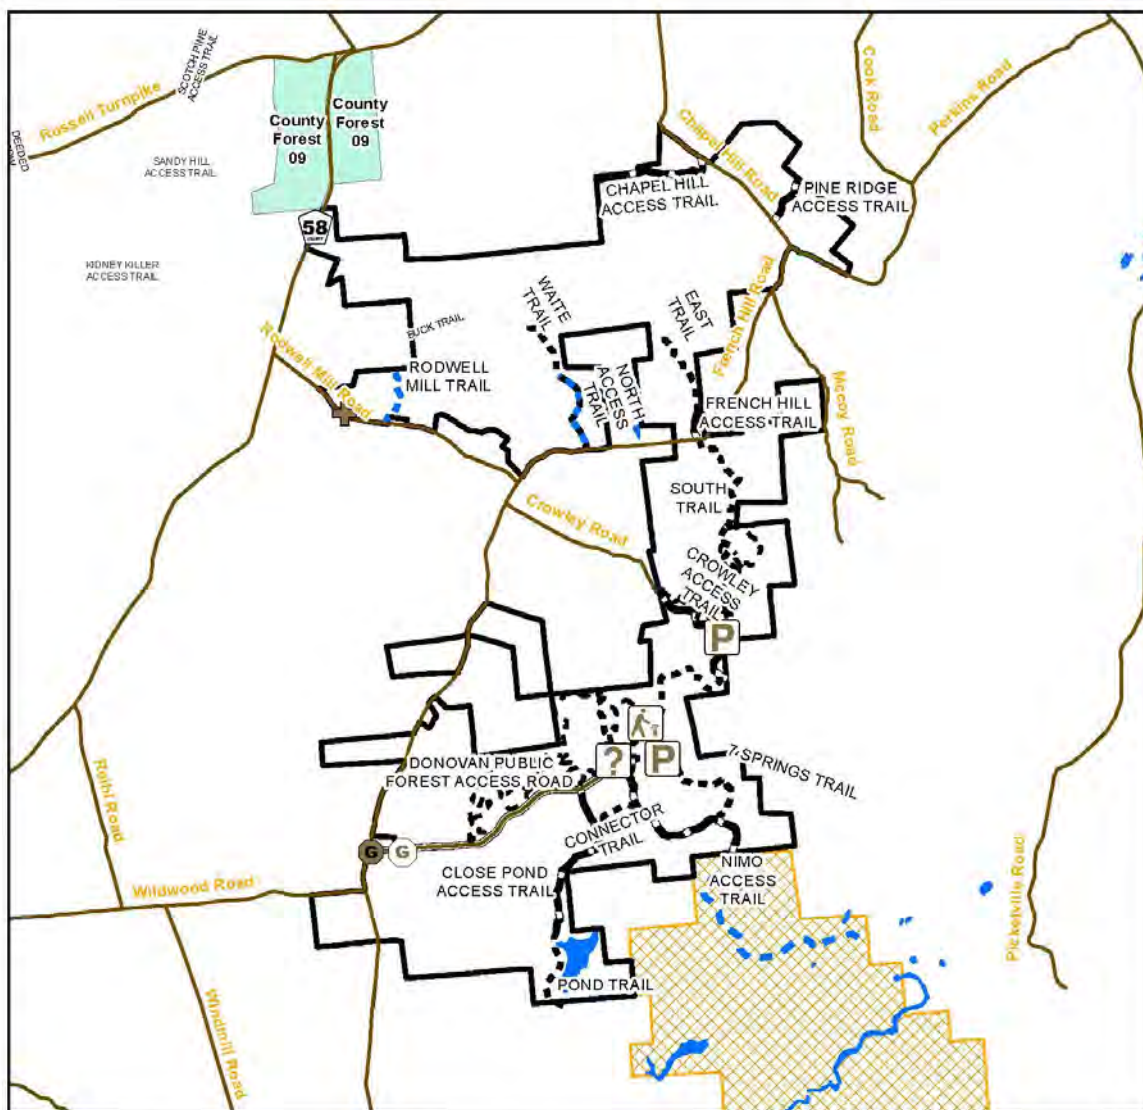 SCOTCH PINE
ACCESS TRAIL
Russell Turnpike
DEEDED
County
Forest
09
County
Forest
09
SANDY HILL
ACCESS TRAIL
Cook Road
Perkins Road
Chapel Hill Road
CHAPEL HILL
ACCESS TRAIL
PINE RIDGE
ACCESS TRAIL
58
KIDNEY KILLER
ACCESS TRAIL
WAITE
TRAIL
EAST
TRAIL
French Hill Road
BUCK TRAIL
Rodwell Mill Road
RODWELL
MILL TRAIL
NORTH
ACCESS
TRAIL
FRENCH HILL
ACCESS TRAIL
Mccoy Road
SOUTH
TRAIL
Crowley Road
CROWLEY
ACCESS
TRAIL
P
?
P
7 SPRINGS TRAIL
DONOVAN PUBLIC
FOREST ACCESS ROAD
Reihl Road
CONNECTOR
TRAIL
G
G
CLOSE POND
ACCESS TRAIL
NIMO
ACCESS
TRAIL
Wildwood Road
Picketville Road
POND TRAIL
Windmill Road